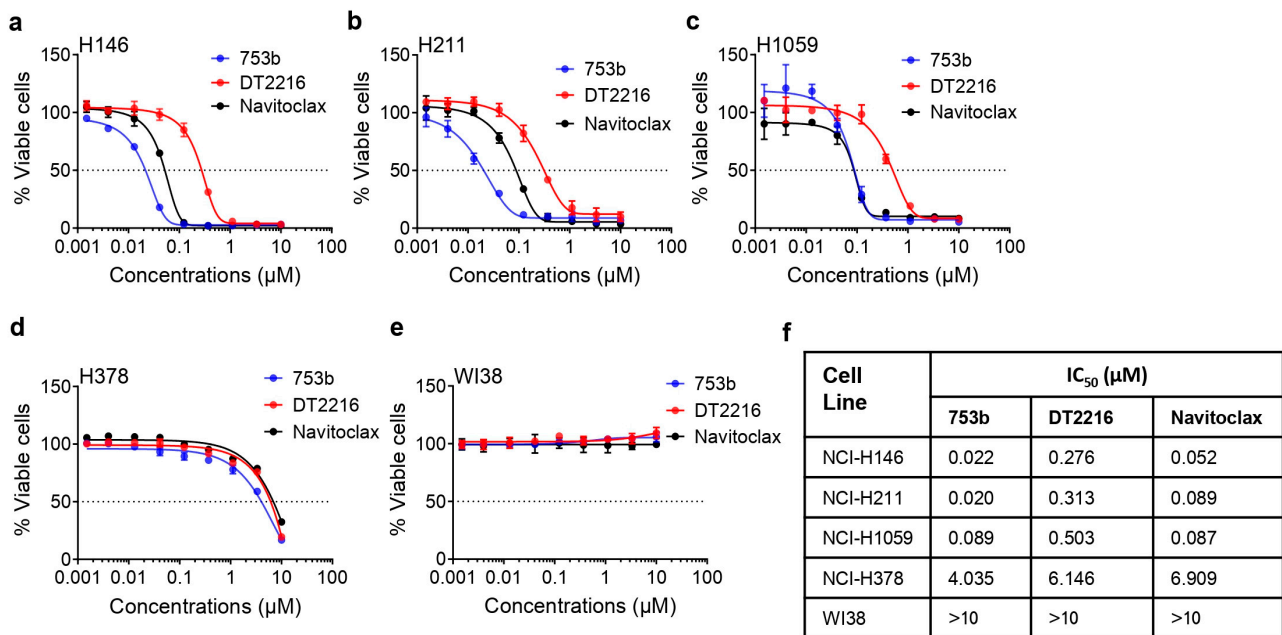 a
H146
150
100
50
0
% Viable cells
0.001 0.01 0.1 1 10 100
Concentrations (µM)
753b
DT2216
Navitoclax
b
H211
150
100
50
0
% Viable cells
0.001 0.01 0.1 1 10 100
Concentrations (µM)
753b
DT2216
Navitoclax
c
H1059
150
100
50
0
% Viable cells
0.001 0.01 0.1 1 10 100
Concentrations (µM)
753b
DT2216
Navitoclax
d
H378
150
100
50
0
% Viable cells
0.001 0.01 0.1 1 10 100
Concentrations (µM)
753b
DT2216
Navitoclax
e
WI38
150
100
50
0
% Viable cells
0.001 0.01 0.1 1 10 100
Concentrations (µM)
753b
DT2216
Navitoclax
f
Cell
Line
IC50 (µM)
753b DT2216 Navitoclax
NCI-H146 0.022 0.276 0.052
NCI-H211 0.020 0.313 0.089
NCI-H1059 0.089 0.503 0.087
NCI-H378 4.035 6.146 6.909
WI38 >10 >10 >10